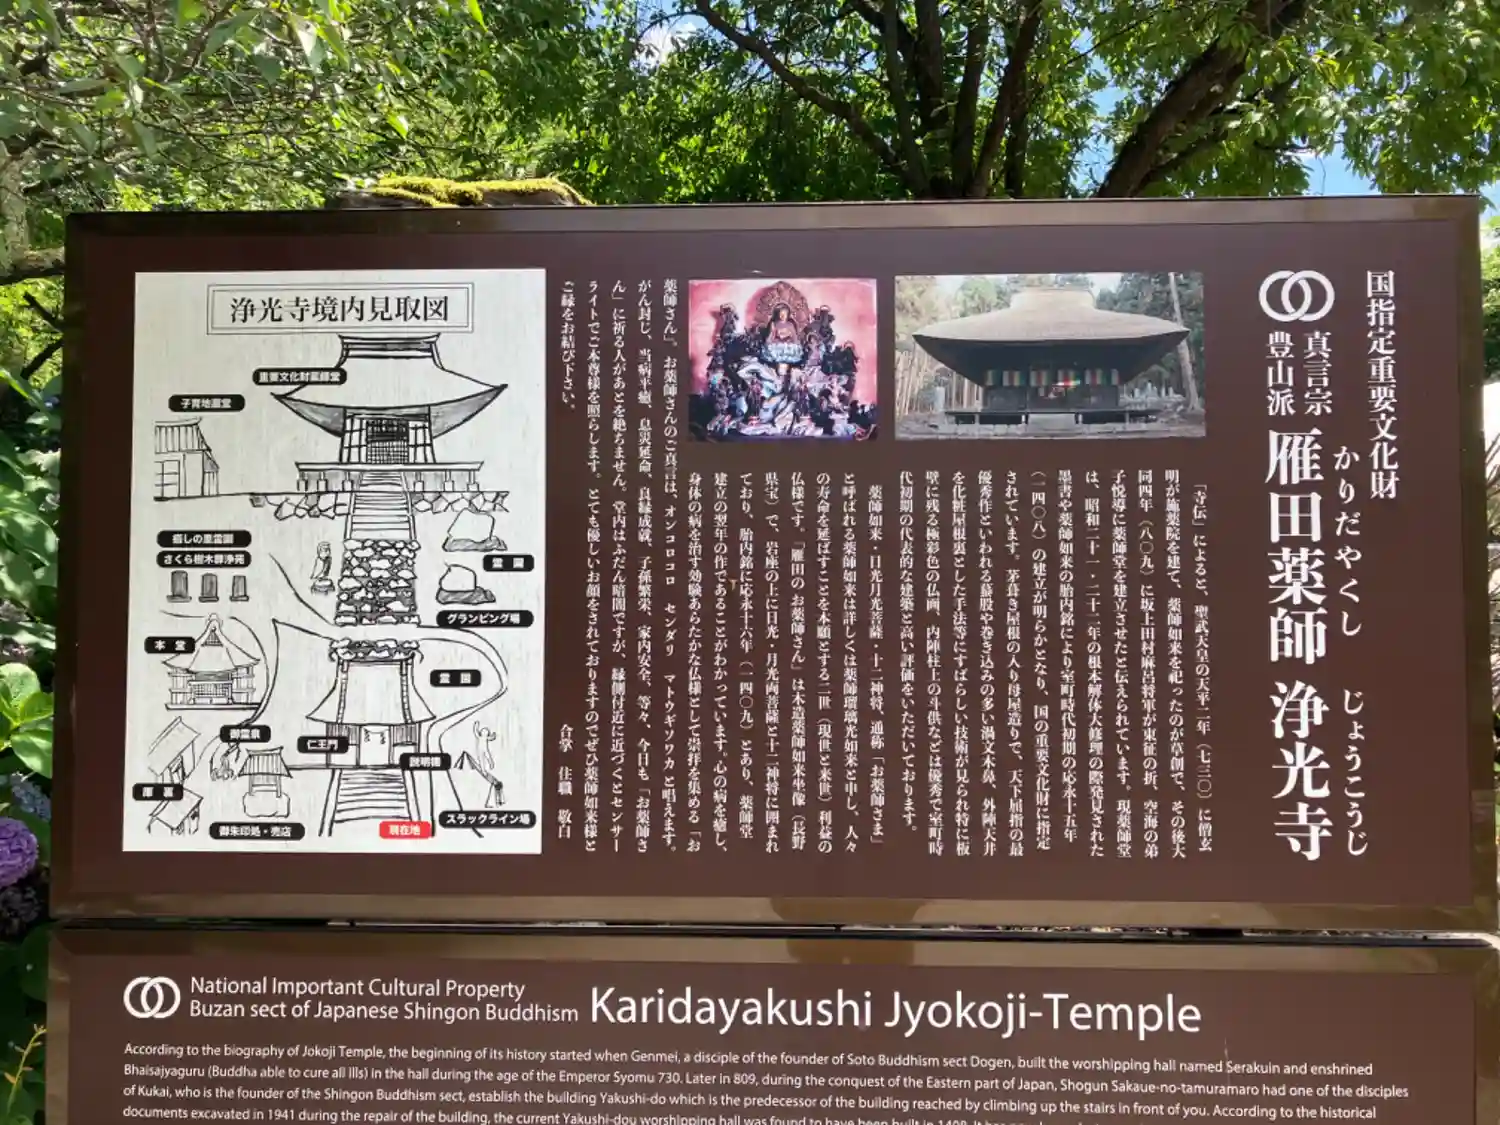 国指定重要文化財
真言宗
豊山派
かりだやくし じょうこうじ
雁田薬師 浄光寺
「寺伝」によると、聖武天皇の天平二年（七三〇）に僧玄
明が施薬院を建て、薬師如来を祀ったのが草創で、その後大
同四年（八〇九）に坂上田村麻呂将軍が東征の折、空海の弟
子悦導に薬師堂を建立させたと伝えられています。現薬師堂
は、昭和二十一・二十二年の根本解体大修理の際発見された
墨書や薬師如来の胎内銘により室町時代初期の応永十五年
（一四〇八）の建立が明らかとなり、国の重要文化財に指定
されています。茅葺き屋根の入り母屋造りで、天下屈指の最
優秀作といわれる蟇股や巻き込みの多い渦文木鼻、外陣天井
を化粧屋根裏とした手法等にすばらしい技術が見られ特に板
壁に残る極彩色の仏画、内陣柱上の斗供などは優秀で室町時
代初期の代表的な建築と高い評価をいただいております。
薬師如来・日光月光菩薩・十二神将、通称「お薬師さま」
と呼ばれる薬師如来は詳しくは薬師瑠璃光如来と申し、人々
の寿命を延ばすことを本願とする二世（現世と来世）利益の
仏様です。「雁田のお薬師さん」は木造薬師如来坐像（長野
県宝）で、岩座の上に日光・月光両菩薩と十二神将に囲まれ
ており、胎内銘に応永十六年（一四〇九）とあり、薬師堂
建立の翌年の作であることがわかっています。心の病を癒し、
身体の病を治す効験あらたかな仏様として崇拝を集める「お
薬師さん」。お薬師さんのご真言は、オンコロコロ センダリ マトウギソワカ と唱えます。
がん封じ、当病平癒、息災延命、良縁成就、子孫繁栄、家内安全、等々、今日も「お薬師さ
ん」に祈る人があとを絶ちません。堂内はふだん暗闇ですが、縁側付近に近づくとセンサー
ライトでご本尊様を照らします。とても優しいお顔をされておりますのでぜひ薬師如来様と
ご縁をお結び下さい。
合掌 住職 敬白
浄光寺境内見取図
重要文化財薬師堂
子育地蔵堂
癒しの里霊園
さくら樹木葬浄苑
霊園
グランピング場
本堂
霊園
御霊泉
仁王門
説明板
庫裏
御朱印処・売店
現在地
スラックライン場
National Important Cultural Property
Buzan sect of Japanese Shingon Buddhism
Karidayakushi Jyokoji-Temple
According to the biography of Jokoji Temple, the beginning of its history started when Genmei, a disciple of the founder of Soto Buddhism sect Dogen, built the worshipping hall named Serakuin and enshrined
Bhaisajyaguru (Buddha able to cure all Ills) in the hall during the age of the Emperor Syomu 730. Later in 809, during the conquest of the Eastern part of Japan, Shogun Sakaue-no-tamuramaro had one of the disciples
of Kukai, who is the founder of the Shingon Buddhism sect, establish the building Yakushi-do which is the predecessor of the building reached by climbing up the stairs in front of you. According to the historical
documents excavated in 1941 during the repair of the building, the current Yakushi-dou worshipping hall was found to have been built in 1408.